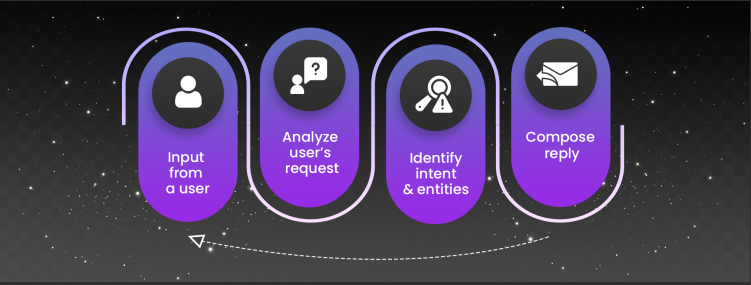 Input
from
a user
Analyze
user's
request
Identify
intent
& entities
Compose
reply